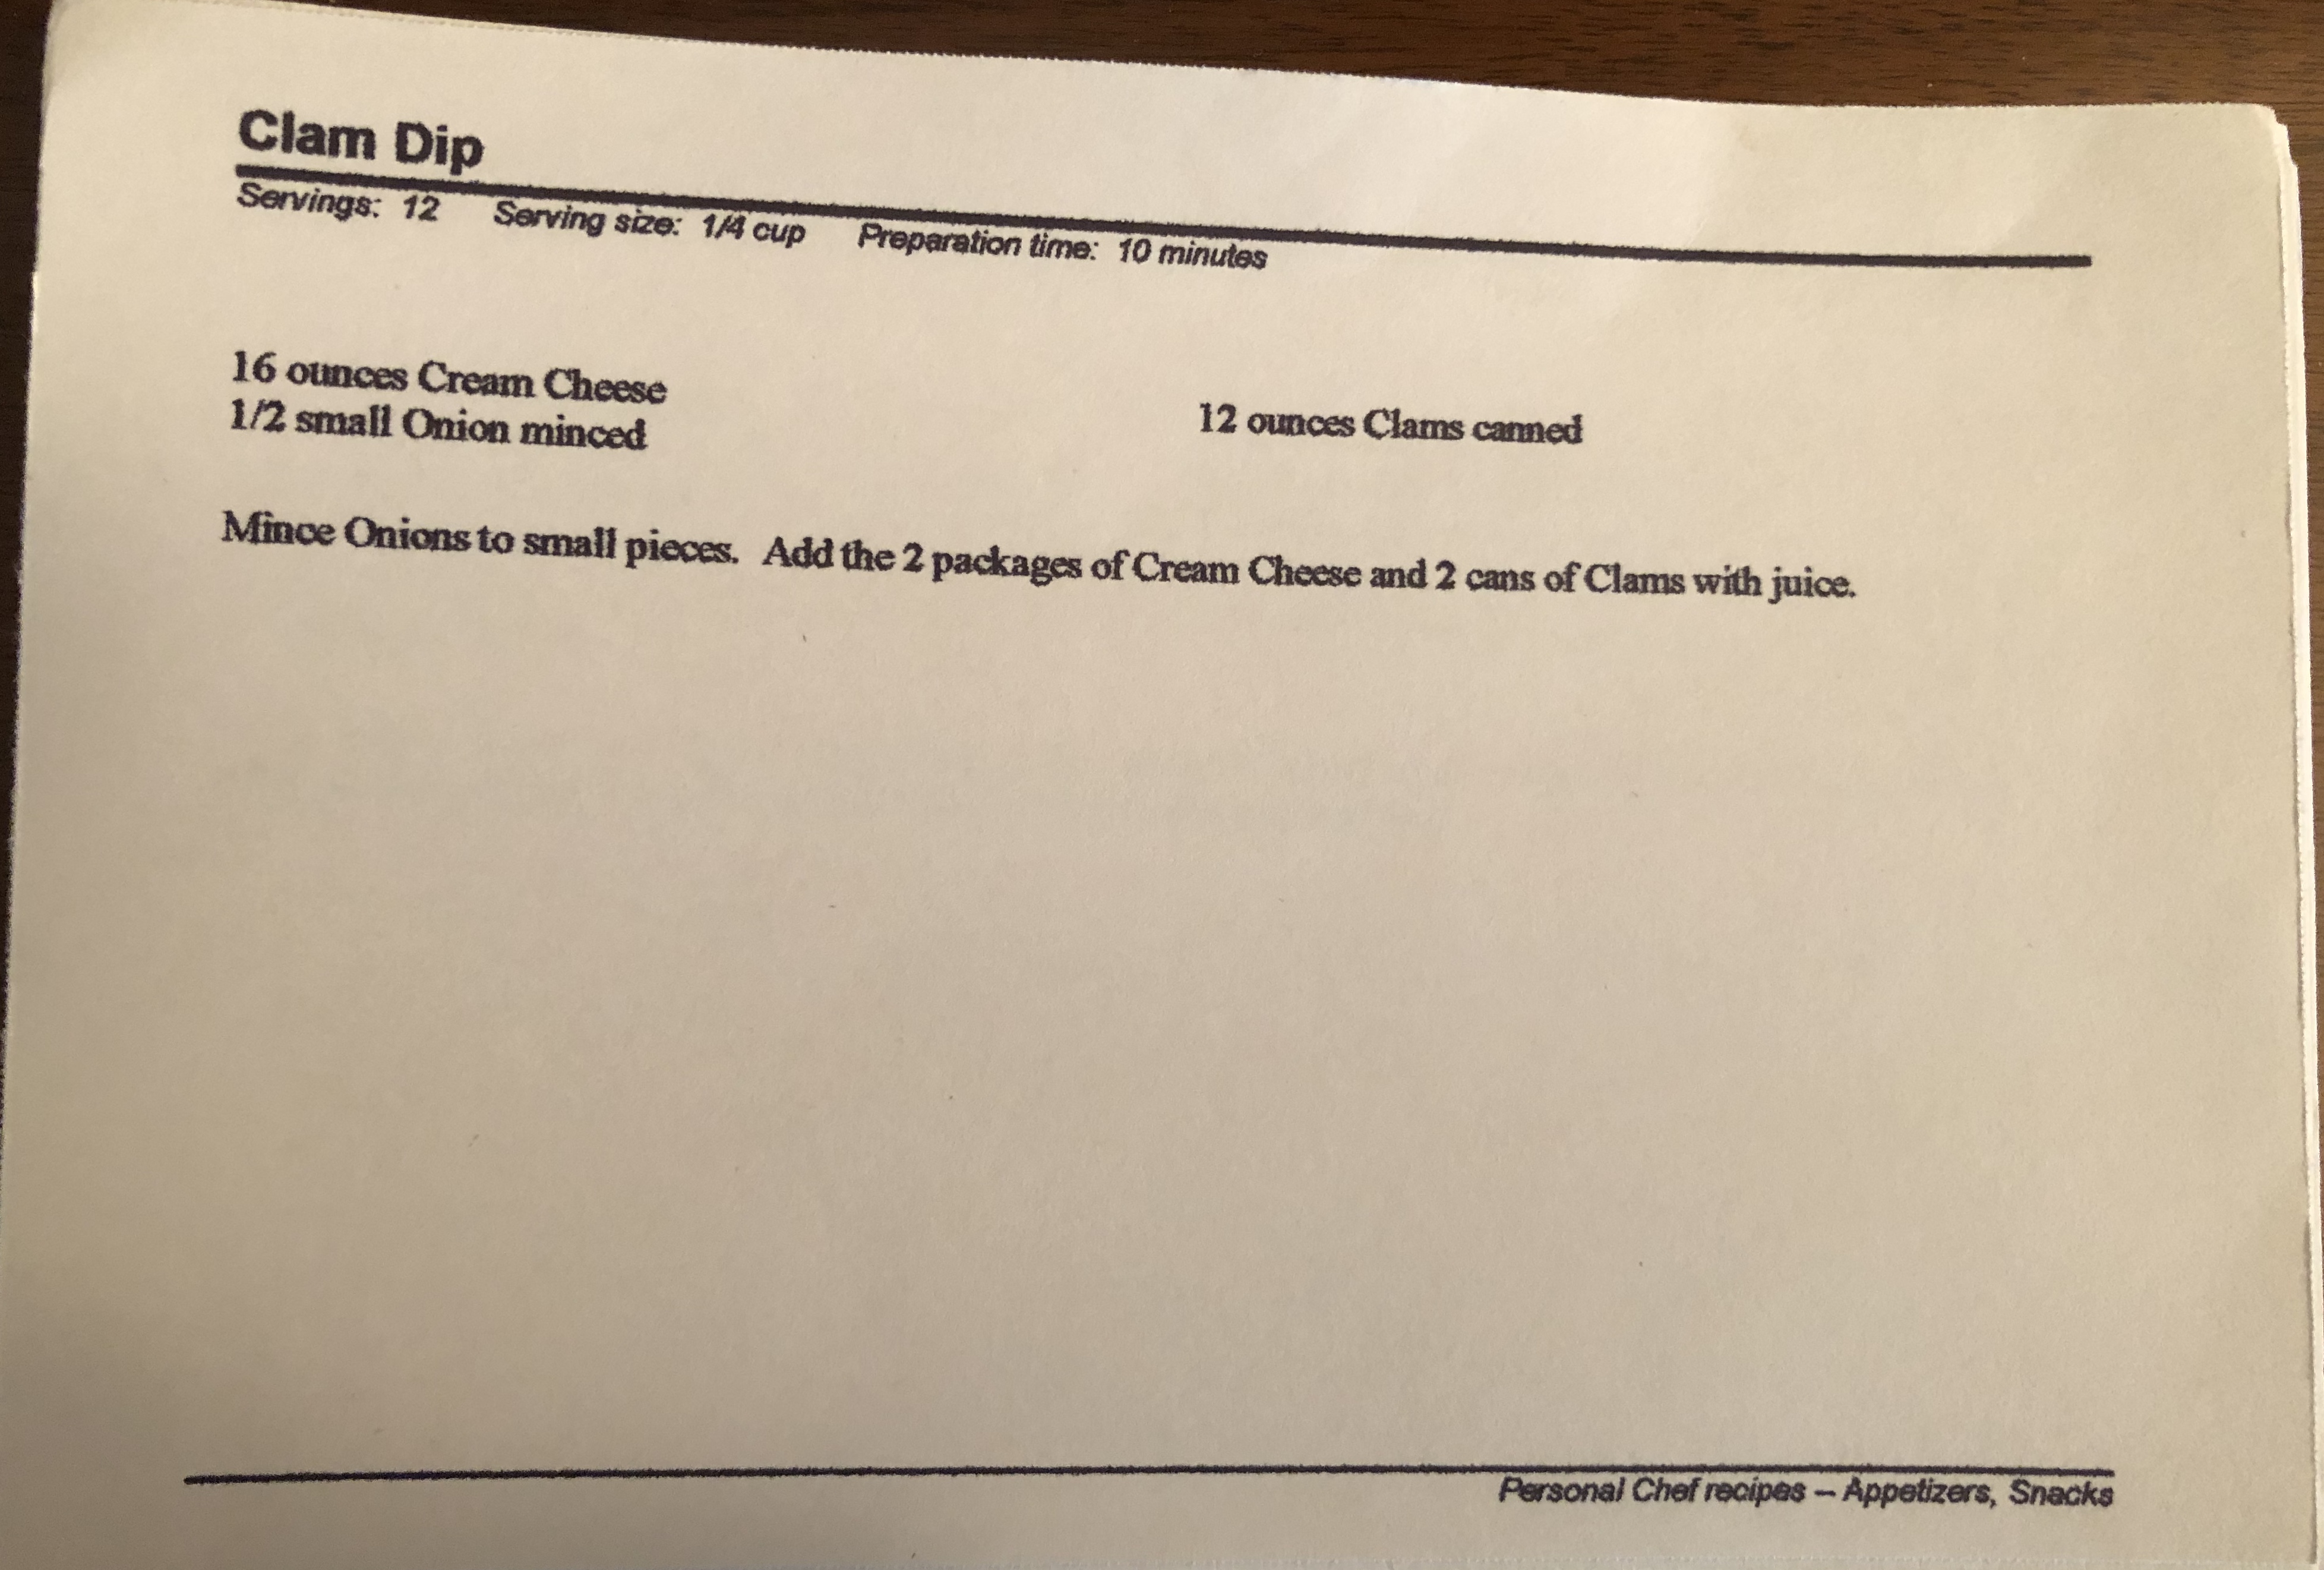 Clam Dip
Servings: 12 Serving size: 1/4 cup Preparation time: 10 minutes
16 ounces Cream Cheese
1/2 small Onion minced
12 ounces Clams canned
Mince Onions to small pieces. Add the 2 packages of Cream Cheese and 2 cans of Clams with juice.
Personal Chef recipes – Appetizers, Snacks